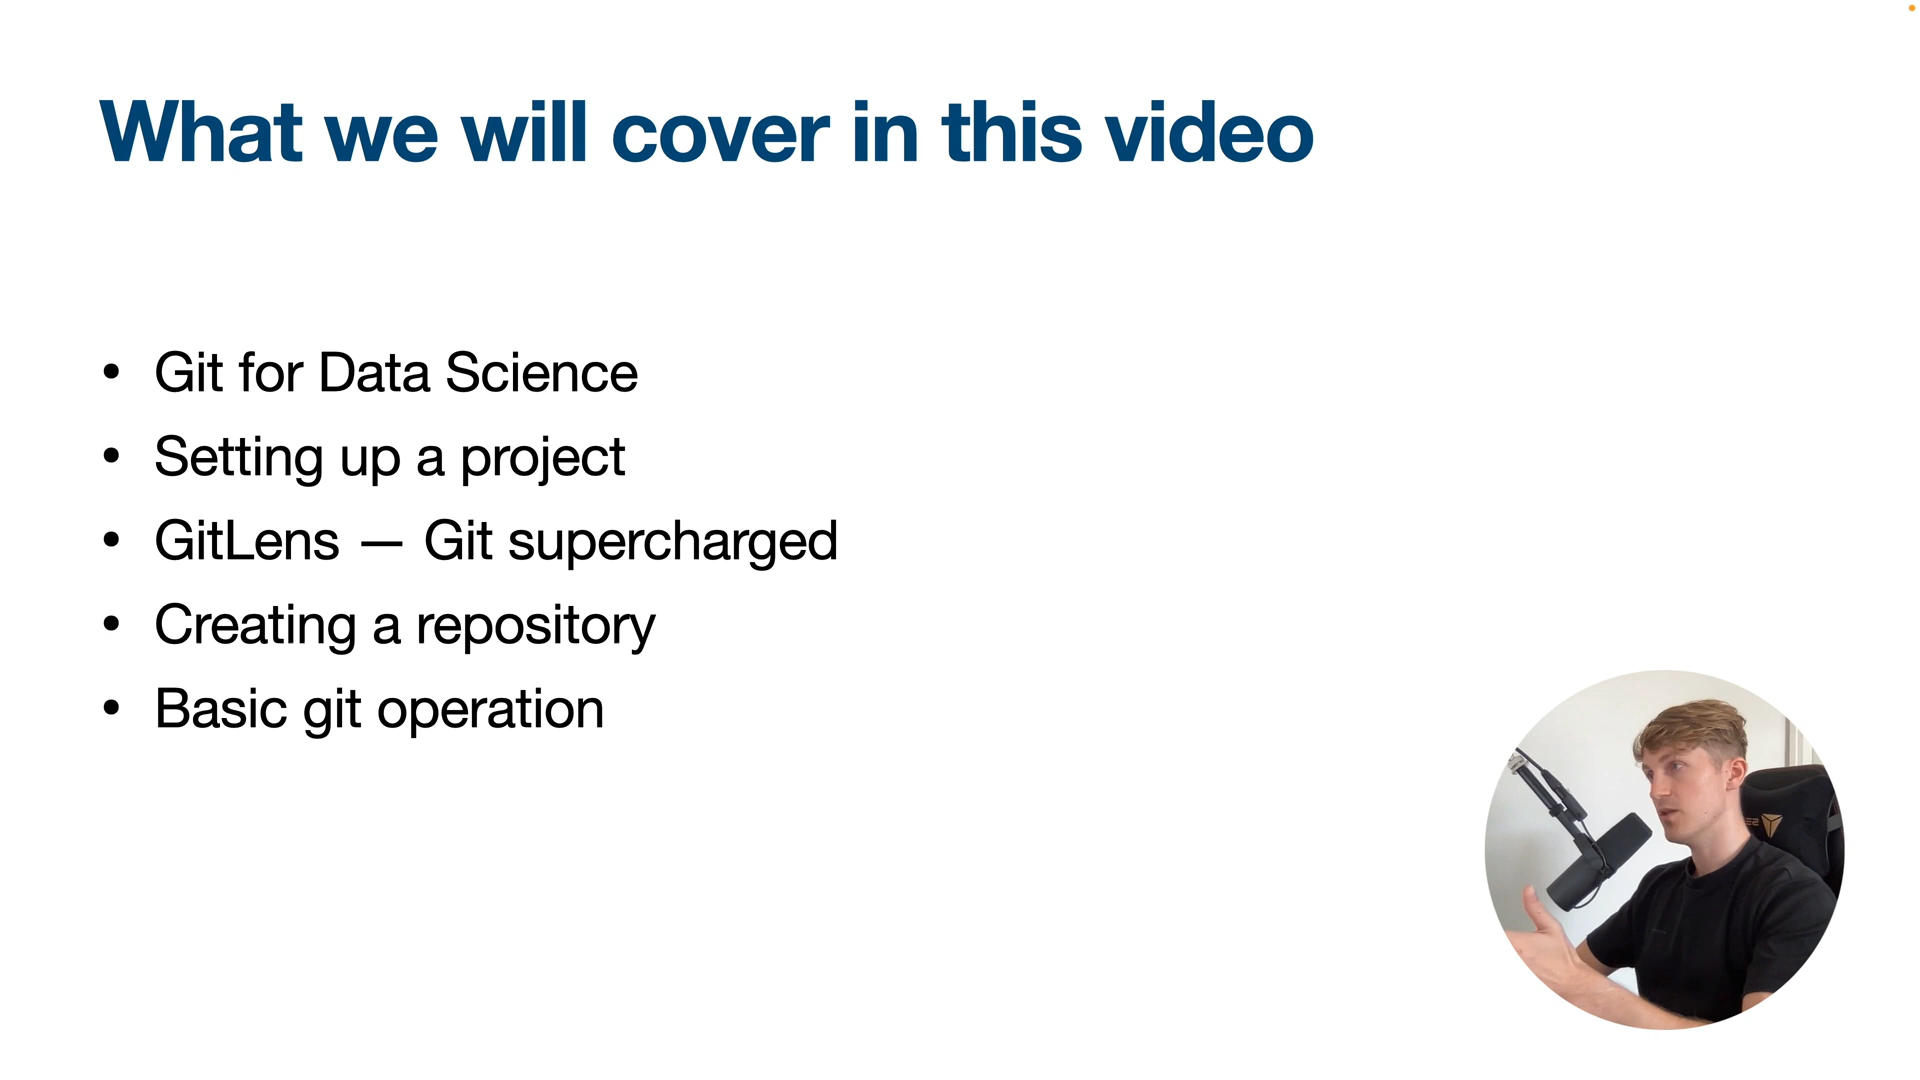 What we will cover in this video
• Git for Data Science
• Setting up a project
• GitLens — Git supercharged
• Creating a repository
• Basic git operation